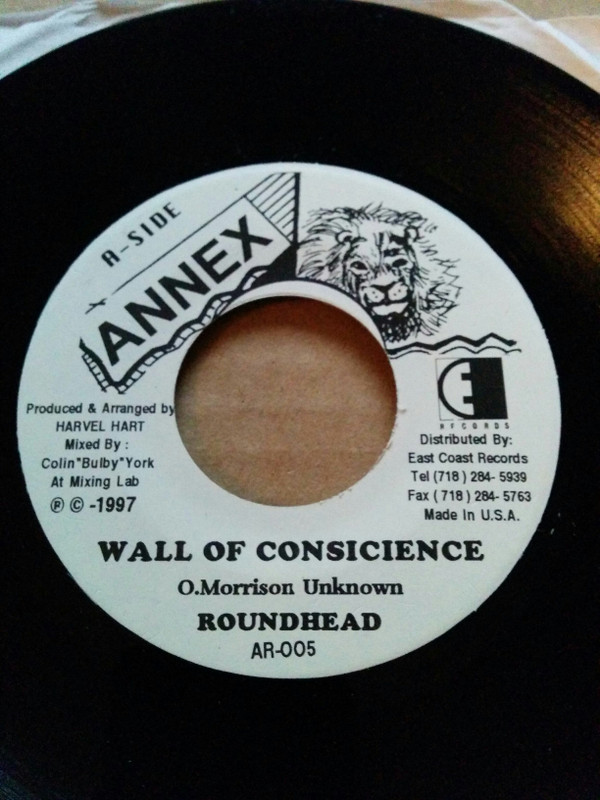 A-SIDE
ANNEX
Produced & Arranged by
HARVEL HART
Mixed By :
Colin"Bulby"York
At Mixing Lab
℗ © -1997
E
RECORDS
Distributed By:
East Coast Records
Tel (718 ) 284- 5939
Fax ( 718 ) 284- 5763
Made In U.S.A.
WALL OF CONSICIENCE
O.Morrison Unknown
ROUNDHEAD
AR-005